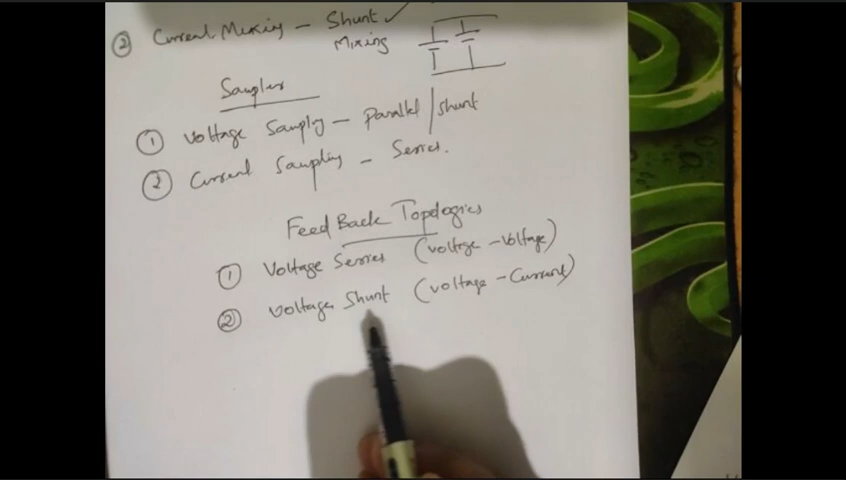 ② Current Mixing – Shunt ✓
Mixing
Sampler
① Voltage Sampling – Parallel / Shunt
② Current Sampling – Series.
Feed Back Topologies
① Voltage Series (voltage – Voltage)
② Voltage Shunt (voltage – Current)